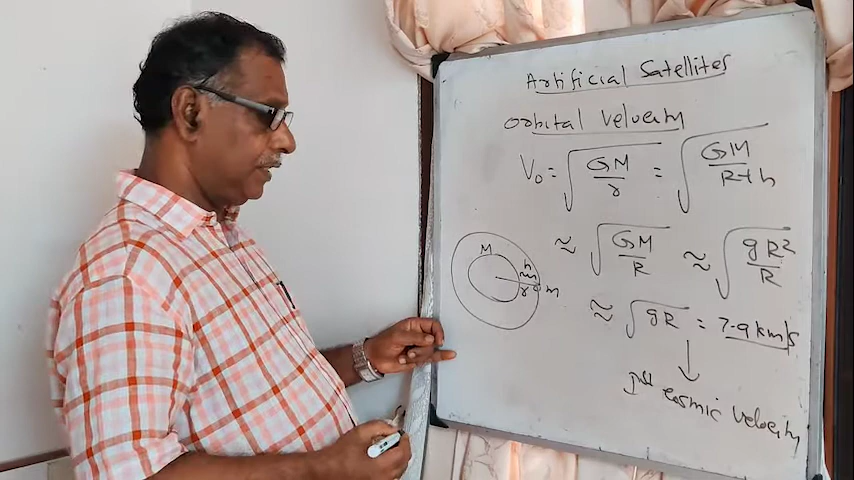 Artificial Satellites
Orbital Velocity
V₀ = √(GM/r) = √(GM/R+h)
≈ √(GM/R) ≈ √(gR²/R)
≈ √gR = 7.9 km/s
Ist Cosmic Velocity
M
h
r
m